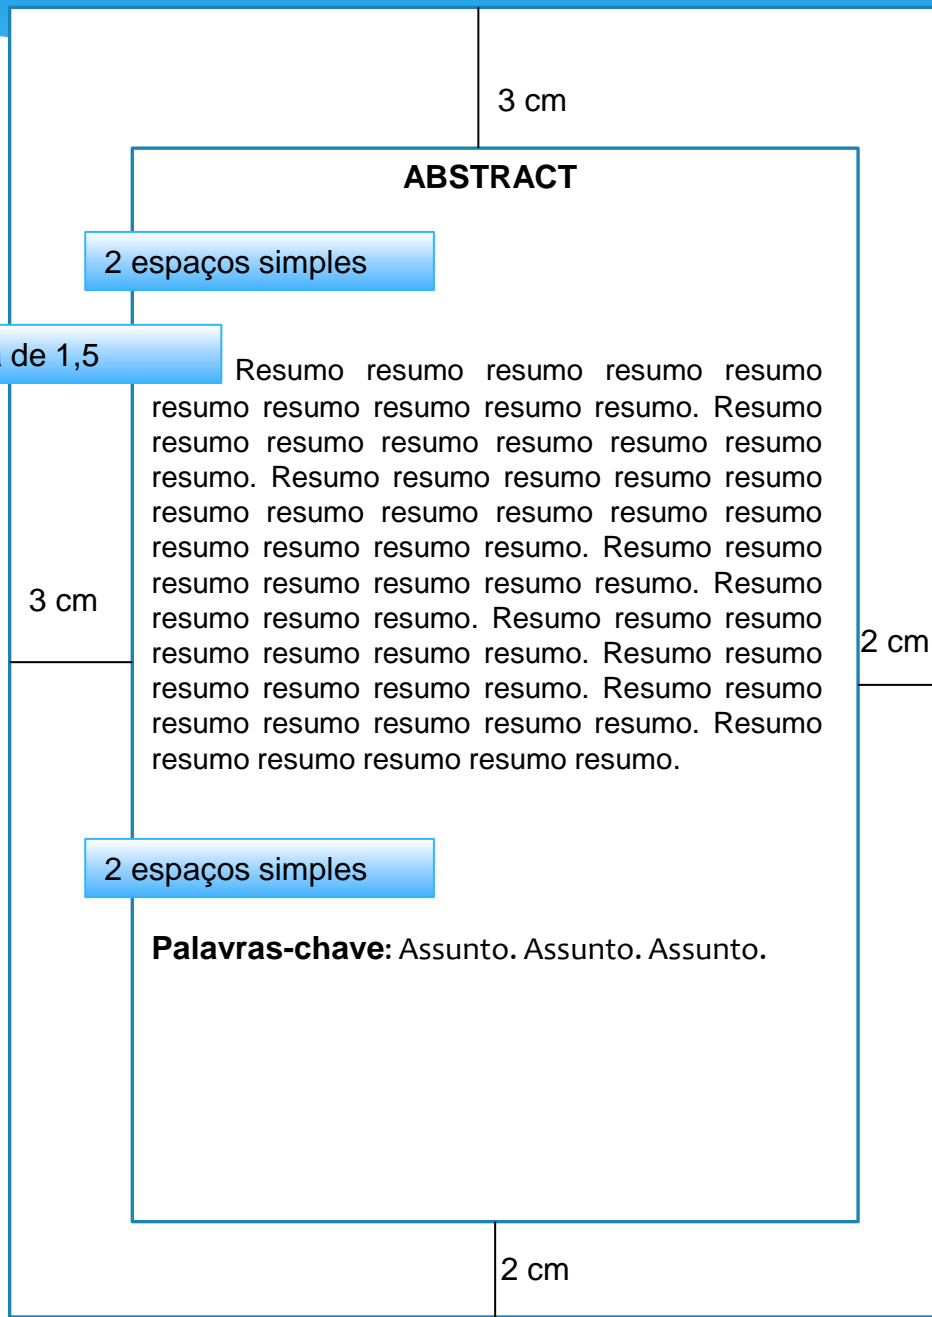 3 cm
ABSTRACT
2 espaços simples
de 1,5
Resumo resumo resumo resumo resumo
resumo resumo resumo resumo resumo. Resumo
resumo resumo resumo resumo resumo resumo
resumo. Resumo resumo resumo resumo resumo
resumo resumo resumo resumo resumo resumo
resumo resumo resumo resumo. Resumo resumo
resumo resumo resumo resumo resumo. Resumo
resumo resumo resumo. Resumo resumo resumo
resumo resumo resumo resumo. Resumo resumo
resumo resumo resumo resumo. Resumo resumo
resumo resumo resumo resumo resumo. Resumo
resumo resumo resumo resumo resumo.
3 cm
2 cm
2 espaços simples
Palavras-chave: Assunto. Assunto. Assunto.
2 cm